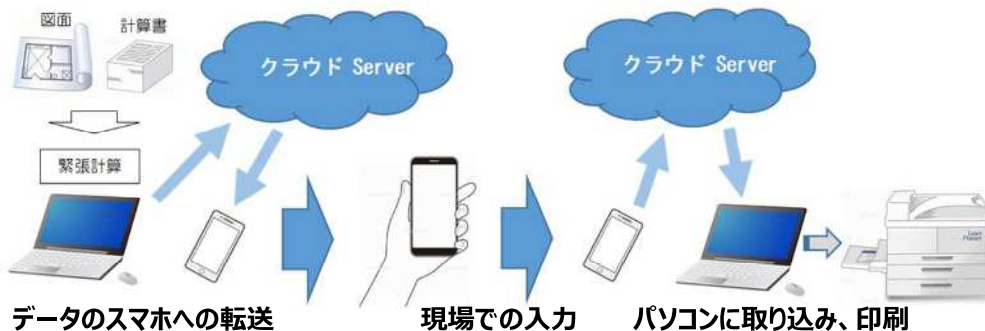 図面
計算書
クラウド Server
クラウド Server
緊張計算
Laser
Printer
データのスマホへの転送
現場での入力
パソコンに取り込み、印刷